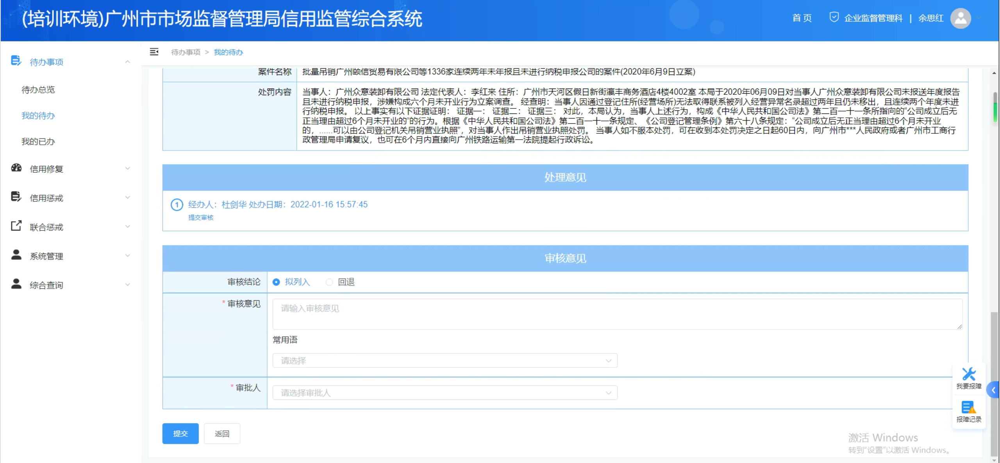 (培训环境)广州市市场监督管理局信用监管综合系统
首页 企业监督管理科 | 余思红
待办事项
待办总览
我的待办
我的已办
信用修复
信用惩戒
联合惩戒
系统管理
综合查询
待办事项 > 我的待办
案件名称 批量吊销广州颐信贸易有限公司等1336家连续两年未年报且未进行纳税申报公司的案件(2020年6月9日立案)
处罚内容 当事人：广州众意装卸有限公司 法定代表人：李红来 住所：广州市天河区假日新街瀛丰商务酒店4楼4002室 本局于2020年06月09日对当事人广州众意装卸有限公司未报送年度报告
且未进行纳税申报，涉嫌构成六个月未开业行为立案调查。 经查明：当事人因通过登记住所(经营场所)无法取得联系被列入经营异常名录超过两年且仍未移出，且连续两个年度未进
行纳税申报。 以上事实有以下证据证明： 证据一： 证据二： 证据三： 对此，本局认为，当事人上述行为，构成《中华人民共和国公司法》第二百一十一条所指向的“公司成立后无
正当理由超过6个月未开业的”的行为。根据《中华人民共和国公司法》第二百一十一条规定、《公司登记管理条例》第六十八条规定：“公司成立后无正当理由超过6个月未开业
的，……可以由公司登记机关吊销营业执照”，对当事人作出吊销营业执照处罚。 当事人如不服本处罚，可在收到本处罚决定之日起60日内，向广州市***人民政府或者广州市工商行
政管理局申请复议，也可在6个月内直接向广州铁路运输第一法院提起行政诉讼。
处理意见
1 经办人：杜剑华 处办日期：2022-01-16 15:57:45
提交审核
审核意见
审核结论 拟列入 回退
* 审核意见 请输入审核意见
常用语
请选择
* 审批人 请选择审批人
提交 返回
我要报障
报障记录
激活 Windows
转到“设置”以激活 Windows。